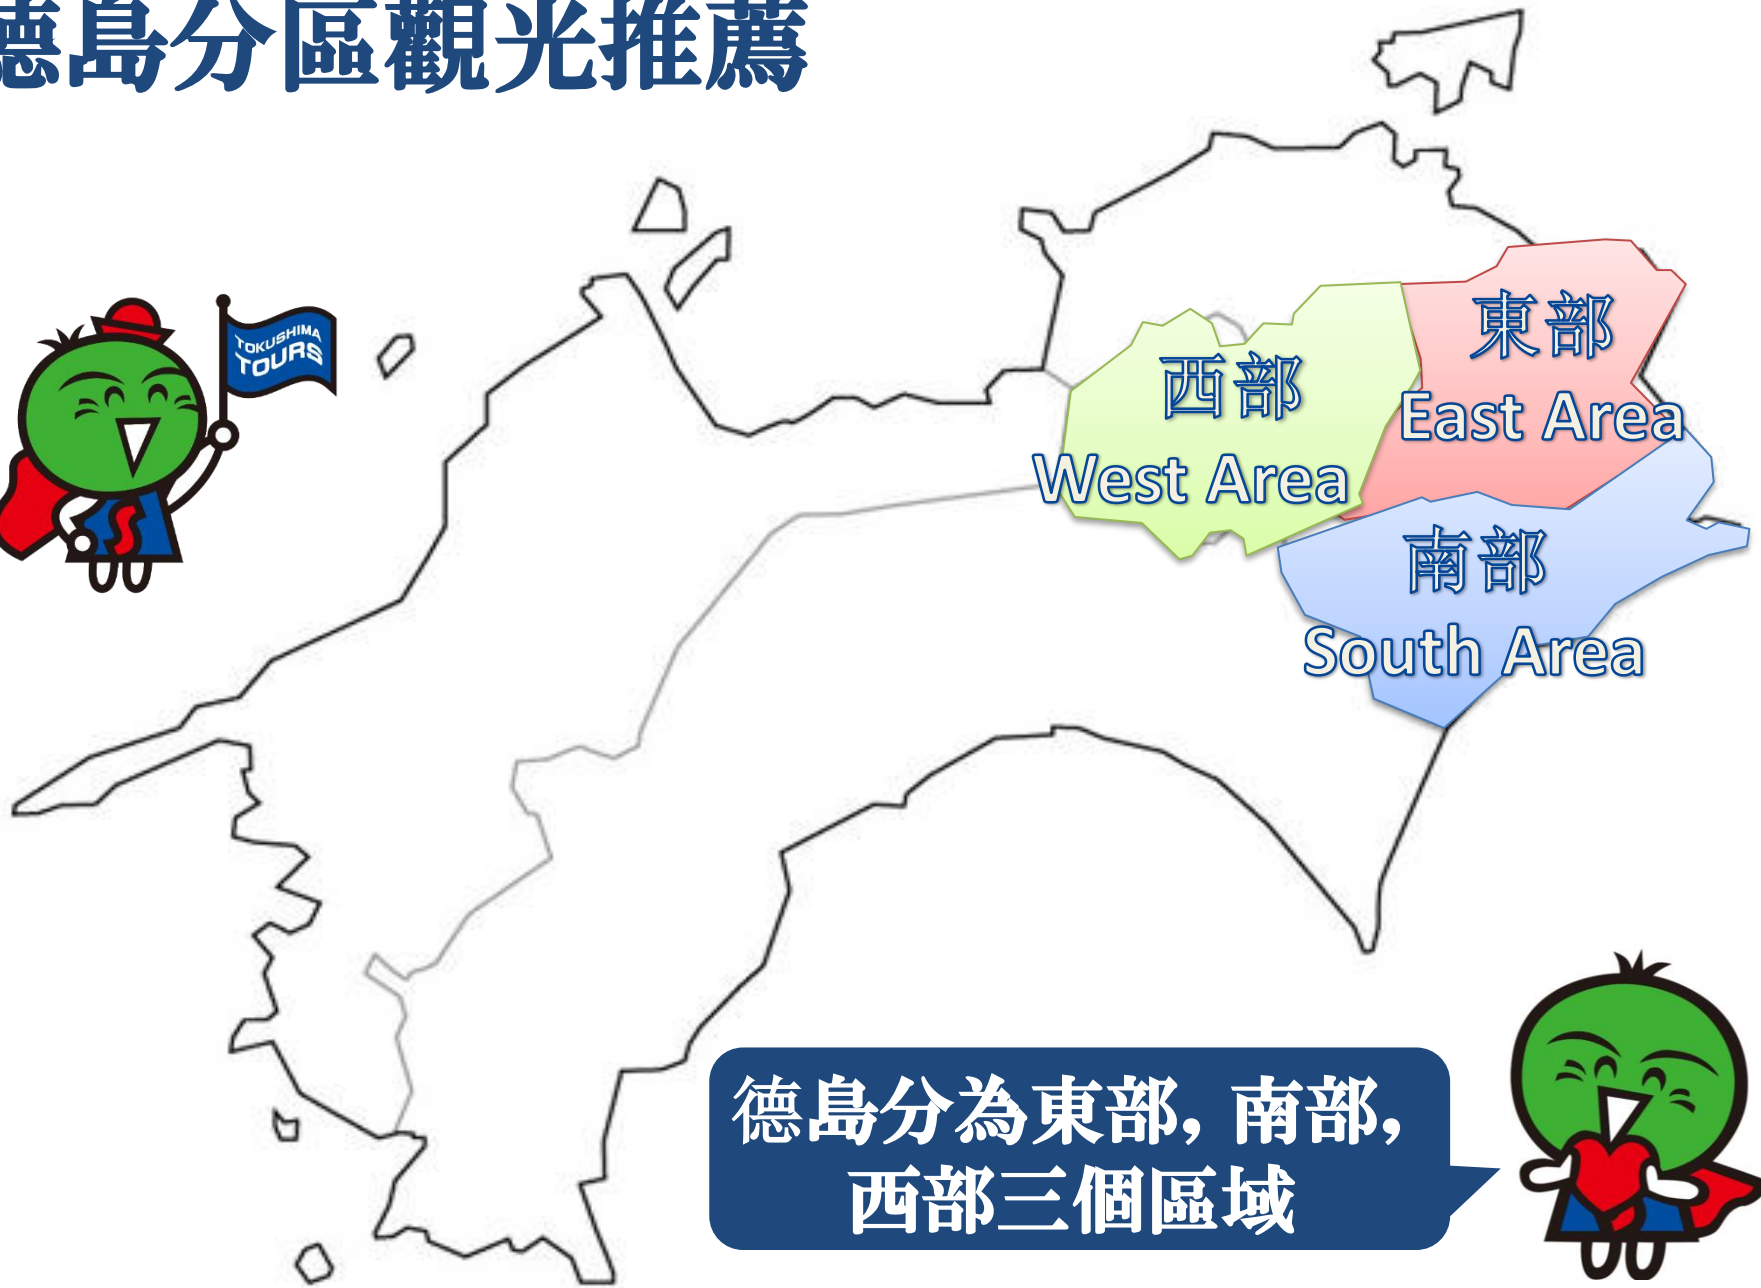 德島分區觀光推薦
TOKUSHIMA
TOURS
東部
East Area
西部
West Area
南部
South Area
德島分為東部, 南部,
西部三個區域